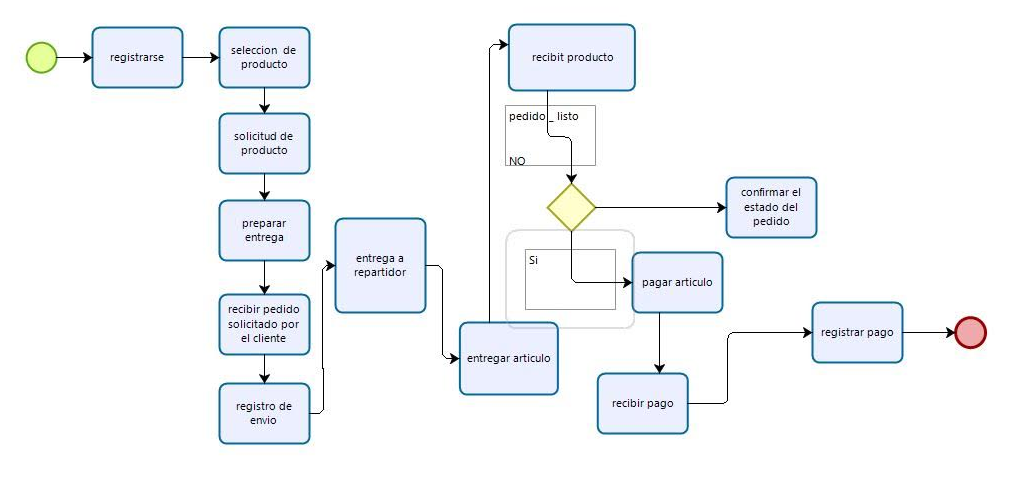 registrarse
seleccion de
producto
solicitud de
producto
preparar
entrega
recibir pedido
solicitado por
el cliente
registro de
envio
entrega a
repartidor
entregar articulo
recibit producto
pedido _ listo
NO
confirmar el
estado del
pedido
Si
pagar articulo
recibir pago
registrar pago